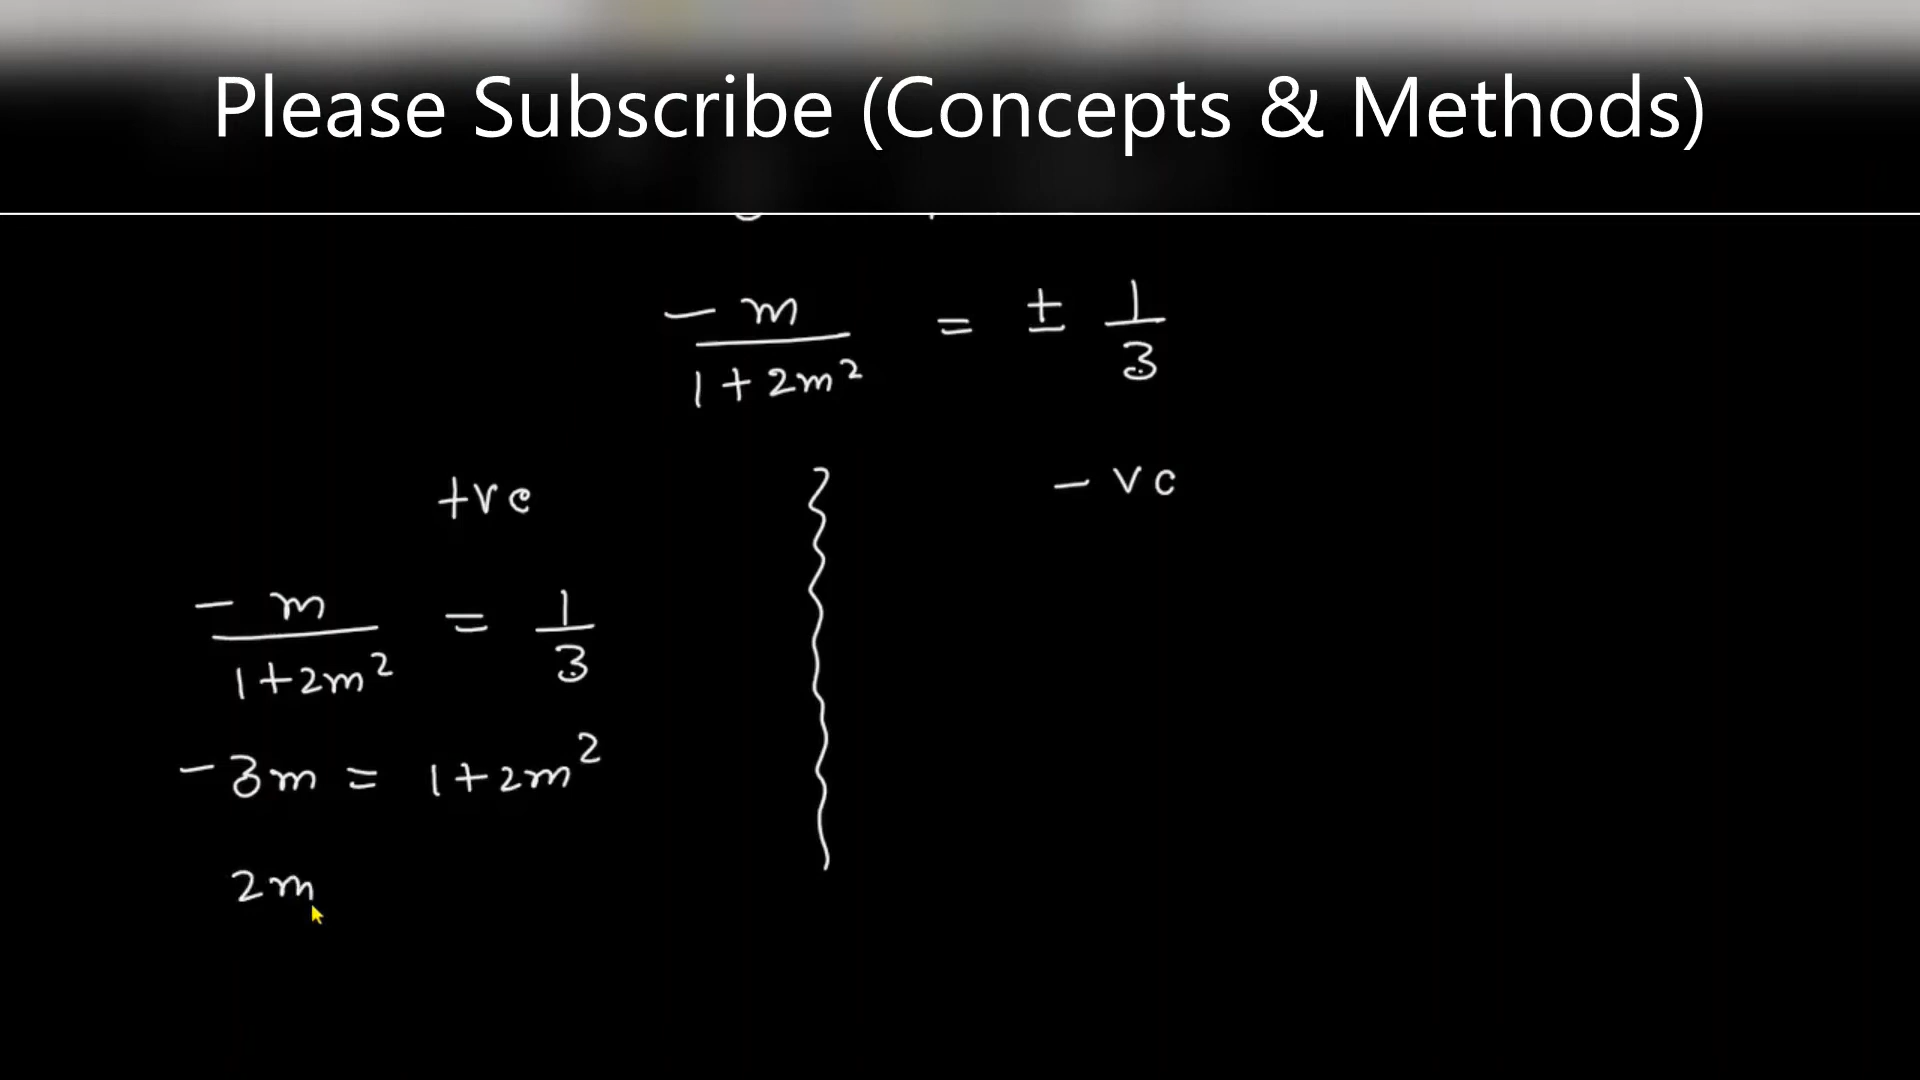 Please Subscribe (Concepts & Methods)
- m / 1 + 2m² = ± 1 / 3
+ve
- ve
- m / 1+2m² = 1 / 3
- 3m = 1+2m²
2m